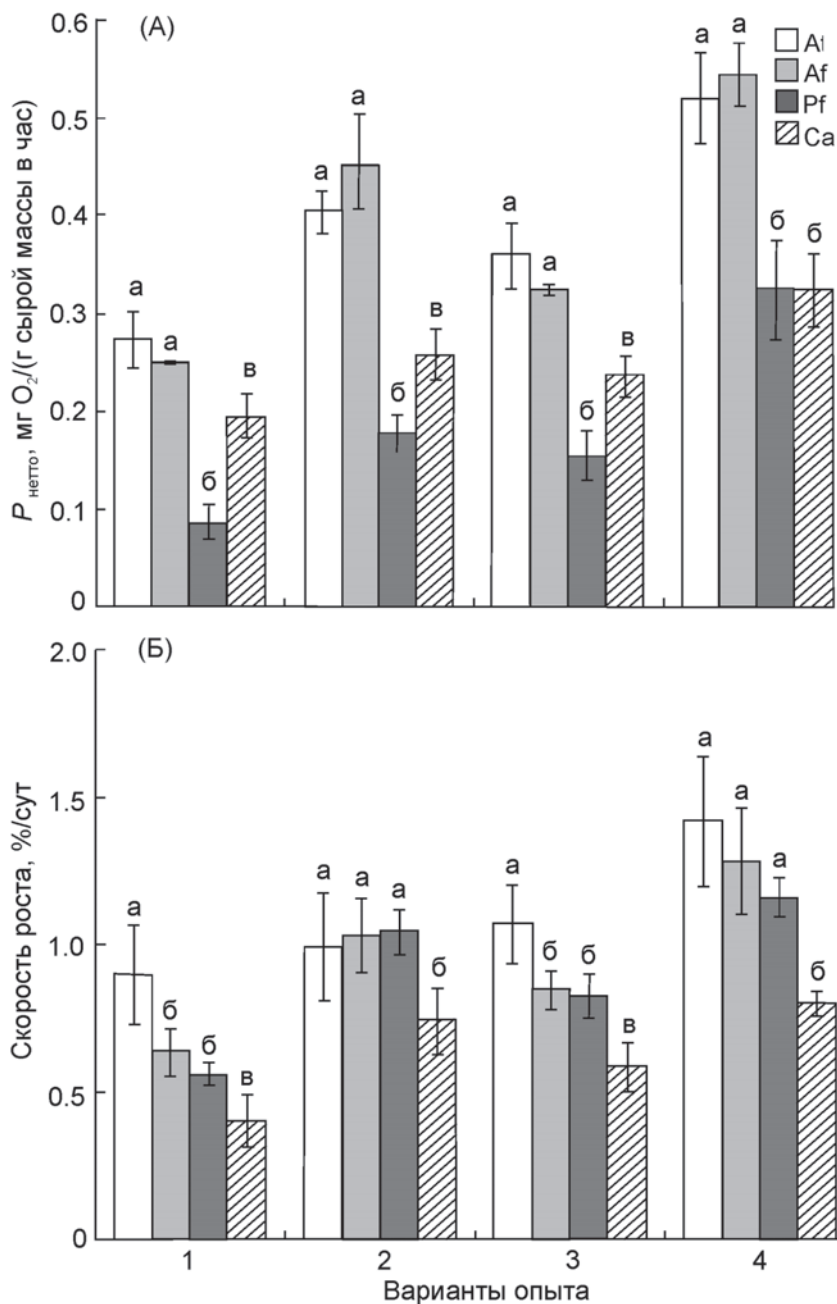 (А)
At
Af
Pf
Ca
P нетто, мг O2/(г сырой массы в час)
0.6
0.5
0.4
0.3
0.2
0.1
0
а а б в
а а б в
а а б в
а а б б
(Б)
Скорость роста, %/сут
2.0
1.5
1.0
0.5
0
а б б в
а а а б
а б б в
а а а б
1 2 3 4
Варианты опыта